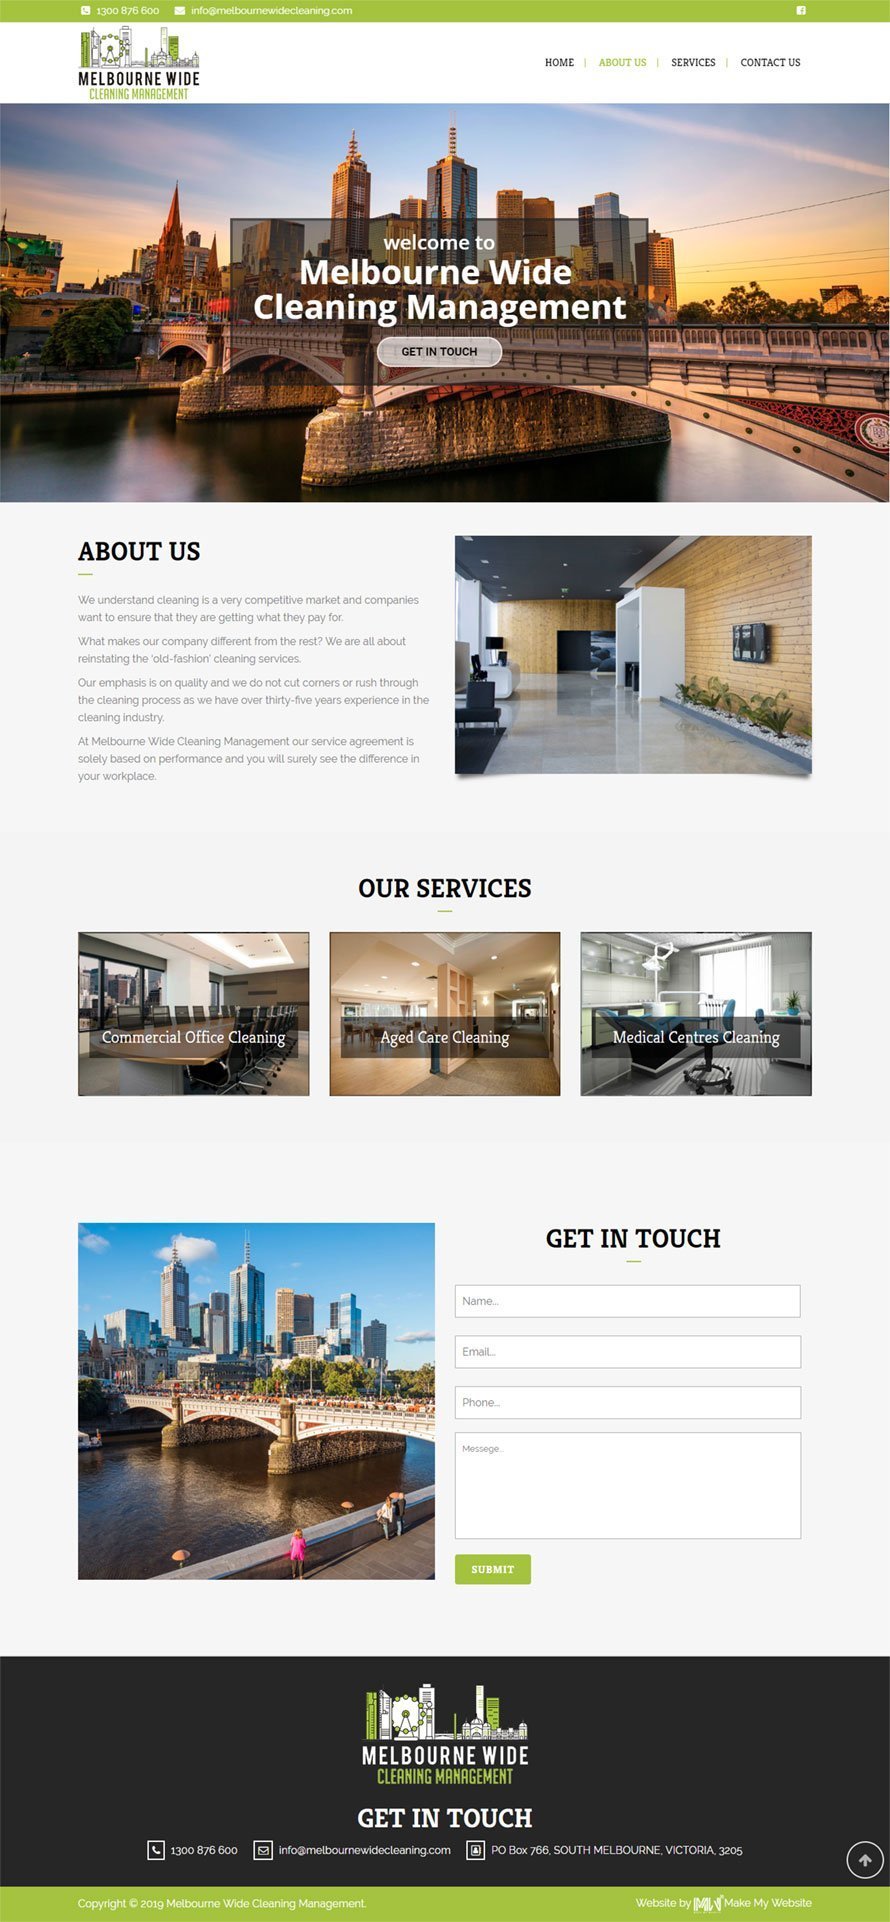 1300 876 600 info@melbournewidecleaning.com
MELBOURNE WIDE
CLEANING MANAGEMENT
HOME | ABOUT US | SERVICES | CONTACT US
welcome to
Melbourne Wide
Cleaning Management
GET IN TOUCH
ABOUT US
We understand cleaning is a very competitive market and companies
want to ensure that they are getting what they pay for.
What makes our company different from the rest? We are all about
reinstating the 'old-fashion' cleaning services.
Our emphasis is on quality and we do not cut corners or rush through
the cleaning process as we have over thirty-five years experience in the
cleaning industry.
At Melbourne Wide Cleaning Management our service agreement is
solely based on performance and you will surely see the difference in
your workplace.
OUR SERVICES
Commercial Office Cleaning
Aged Care Cleaning
Medical Centres Cleaning
GET IN TOUCH
Name...
Email...
Phone...
Messege...
SUBMIT
MELBOURNE WIDE
CLEANING MANAGEMENT
GET IN TOUCH
1300 876 600 info@melbournewidecleaning.com PO Box 766, SOUTH MELBOURNE, VICTORIA, 3205
Copyright © 2019 Melbourne Wide Cleaning Management.
Website by Make My Website